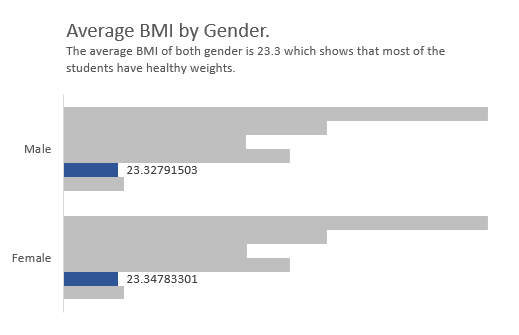 Average BMI by Gender.
The average BMI of both gender is 23.3 which shows that most of the
students have healthy weights.
Male
23.32791503
Female
23.34783301